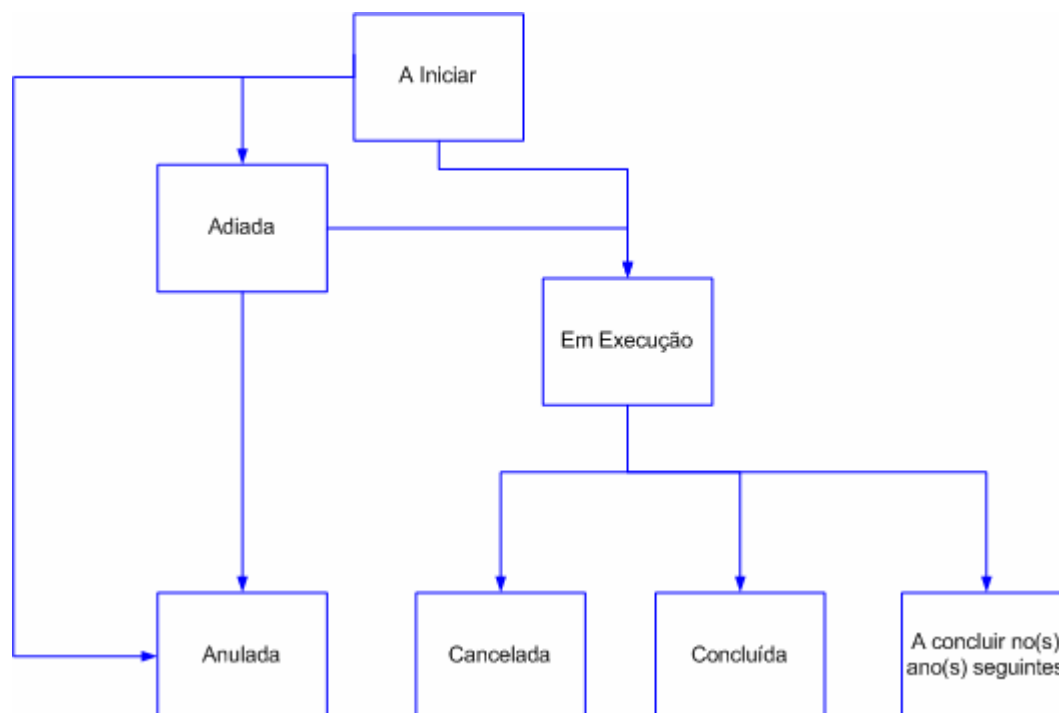 A Iniciar
Adiada
Em Execução
Anulada
Cancelada
Concluída
A concluir no(s)
ano(s) seguintes